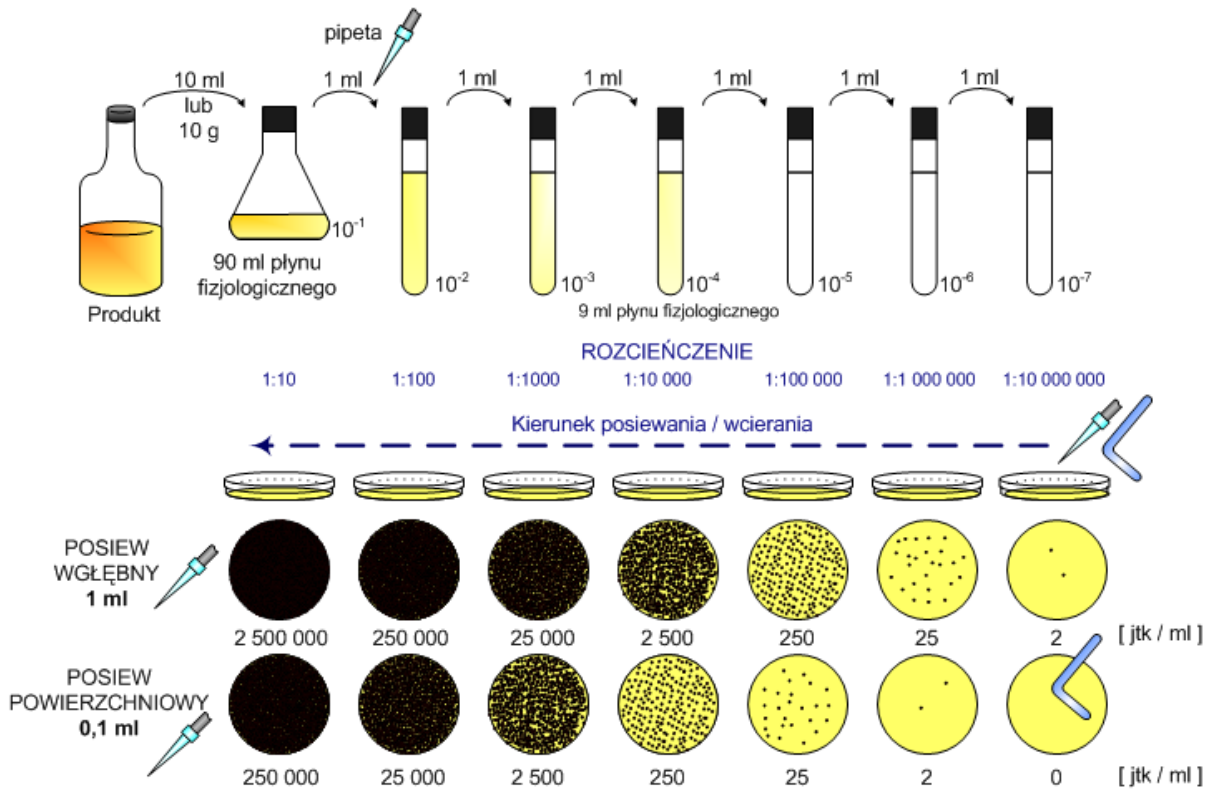 pipeta
10 ml
lub
10 g
1 ml
1 ml
1 ml
1 ml
1 ml
1 ml
10⁻¹
10⁻²
10⁻³
10⁻⁴
10⁻⁵
10⁻⁶
10⁻⁷
90 ml płynu
fizjologicznego
Produkt
9 ml płynu fizjologicznego
ROZCIEŃCZENIE
1:10 1:100 1:1000 1:10 000 1:100 000 1:1 000 000 1:10 000 000
Kierunek posiewania / wcierania
POSIEW
WGŁĘBNY
1 ml
2 500 000 250 000 25 000 2 500 250 25 2 [ jtk / ml ]
POSIEW
POWIERZCHNIOWY
0,1 ml
250 000 25 000 2 500 250 25 2 0 [ jtk / ml ]